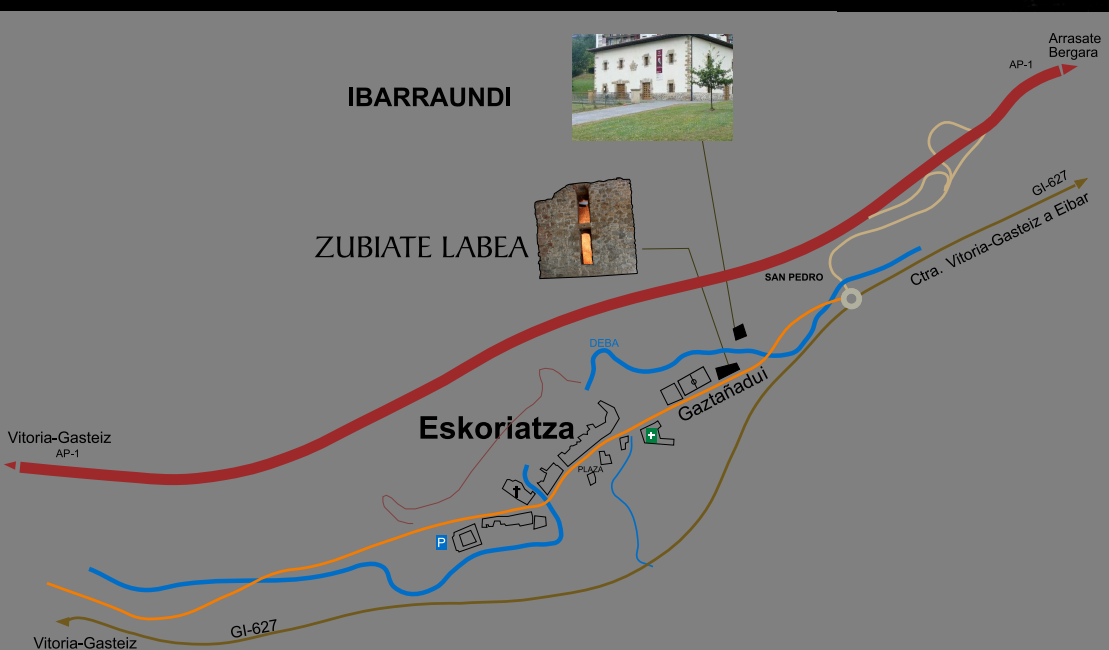 Arrasate
Bergara
AP-1
IBARRAUNDI
GI-627
Ctra. Vitoria-Gasteiz a Eibar
ZUBIATE LABEA
SAN PEDRO
DEBA
Gaztañadui
Eskoriatza
Vitoria-Gasteiz
AP-1
PLAZA
P
GI-627
Vitoria-Gasteiz